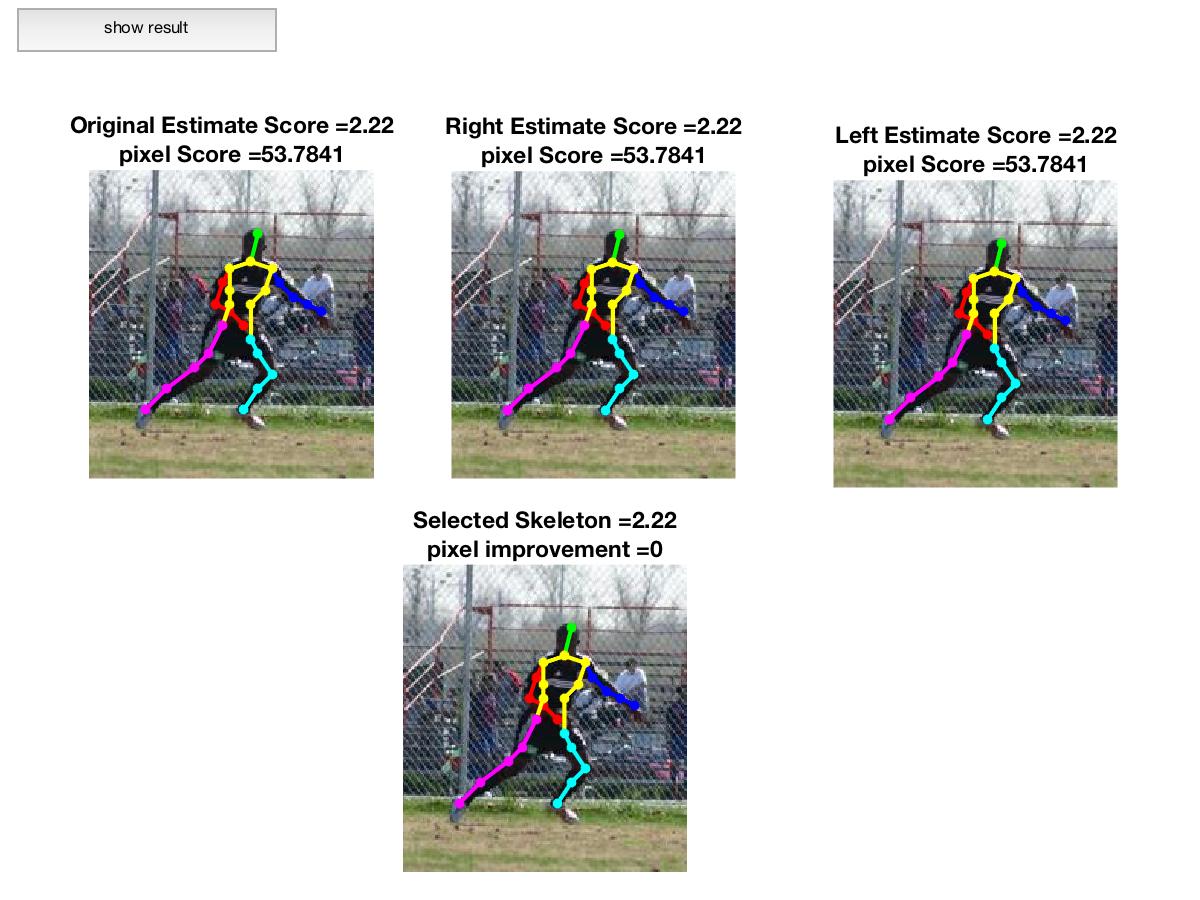 show result
Original Estimate Score =2.22
pixel Score =53.7841
Right Estimate Score =2.22
pixel Score =53.7841
Left Estimate Score =2.22
pixel Score =53.7841
Selected Skeleton =2.22
pixel improvement =0